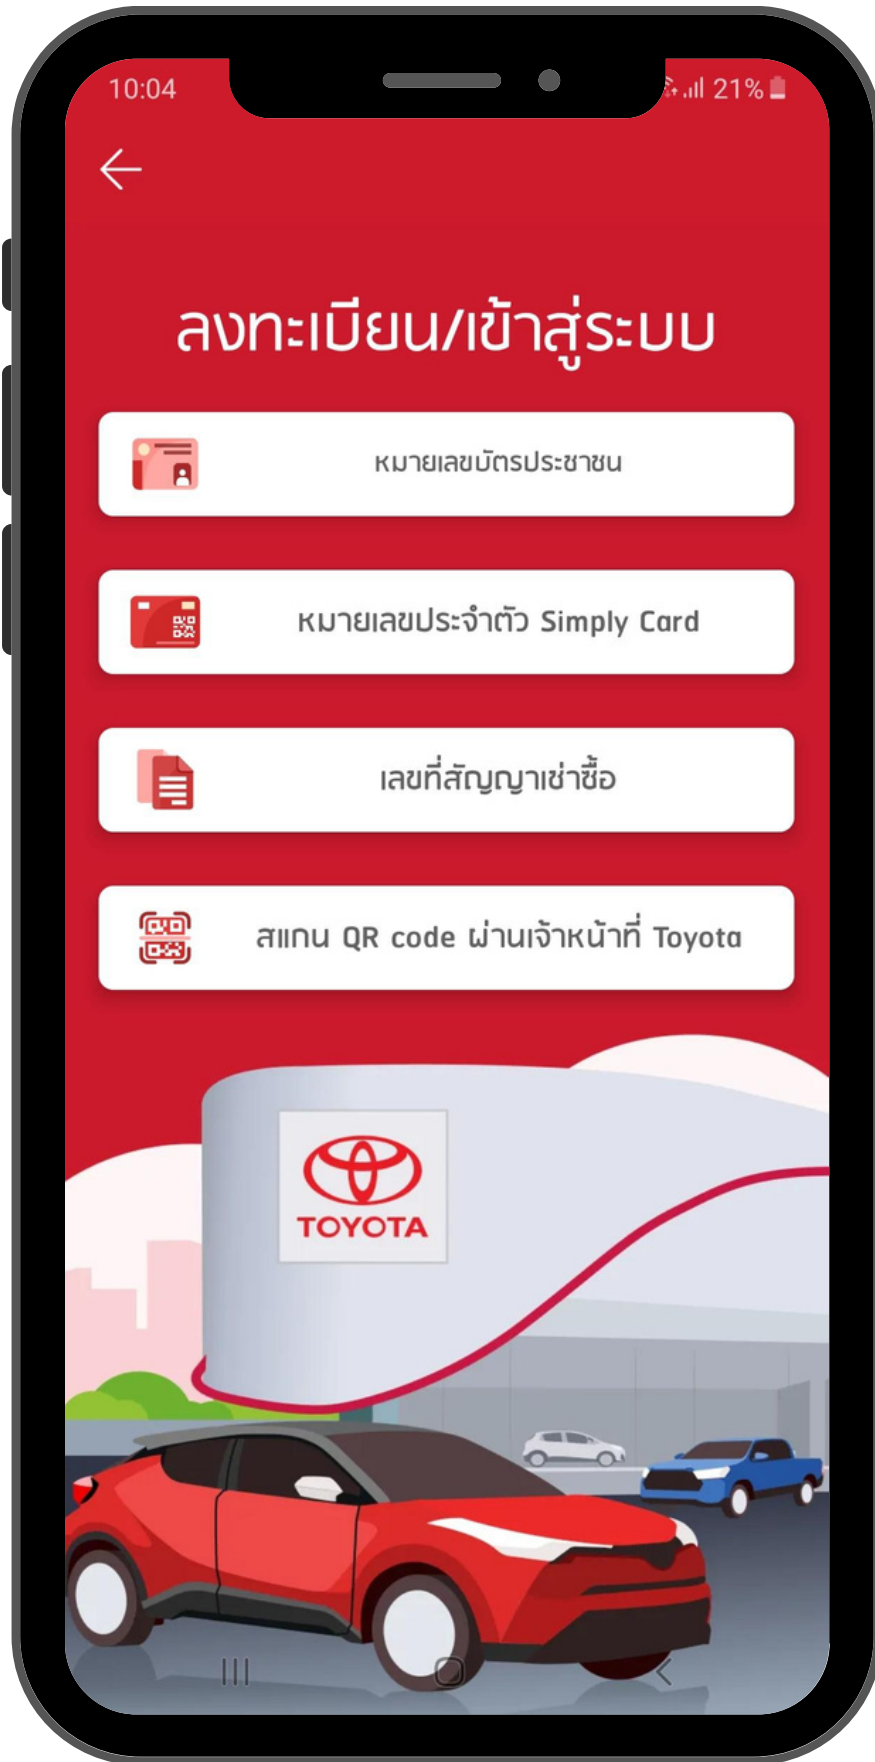 10:04
21%
ลงทะเบียน/เข้าสู่ระบบ
หมายเลขบัตรประชาชน
หมายเลขประจำตัว Simply Card
เลขที่สัญญาเช่าซื้อ
สแกน QR code ผ่านเจ้าหน้าที่ Toyota
TOYOTA